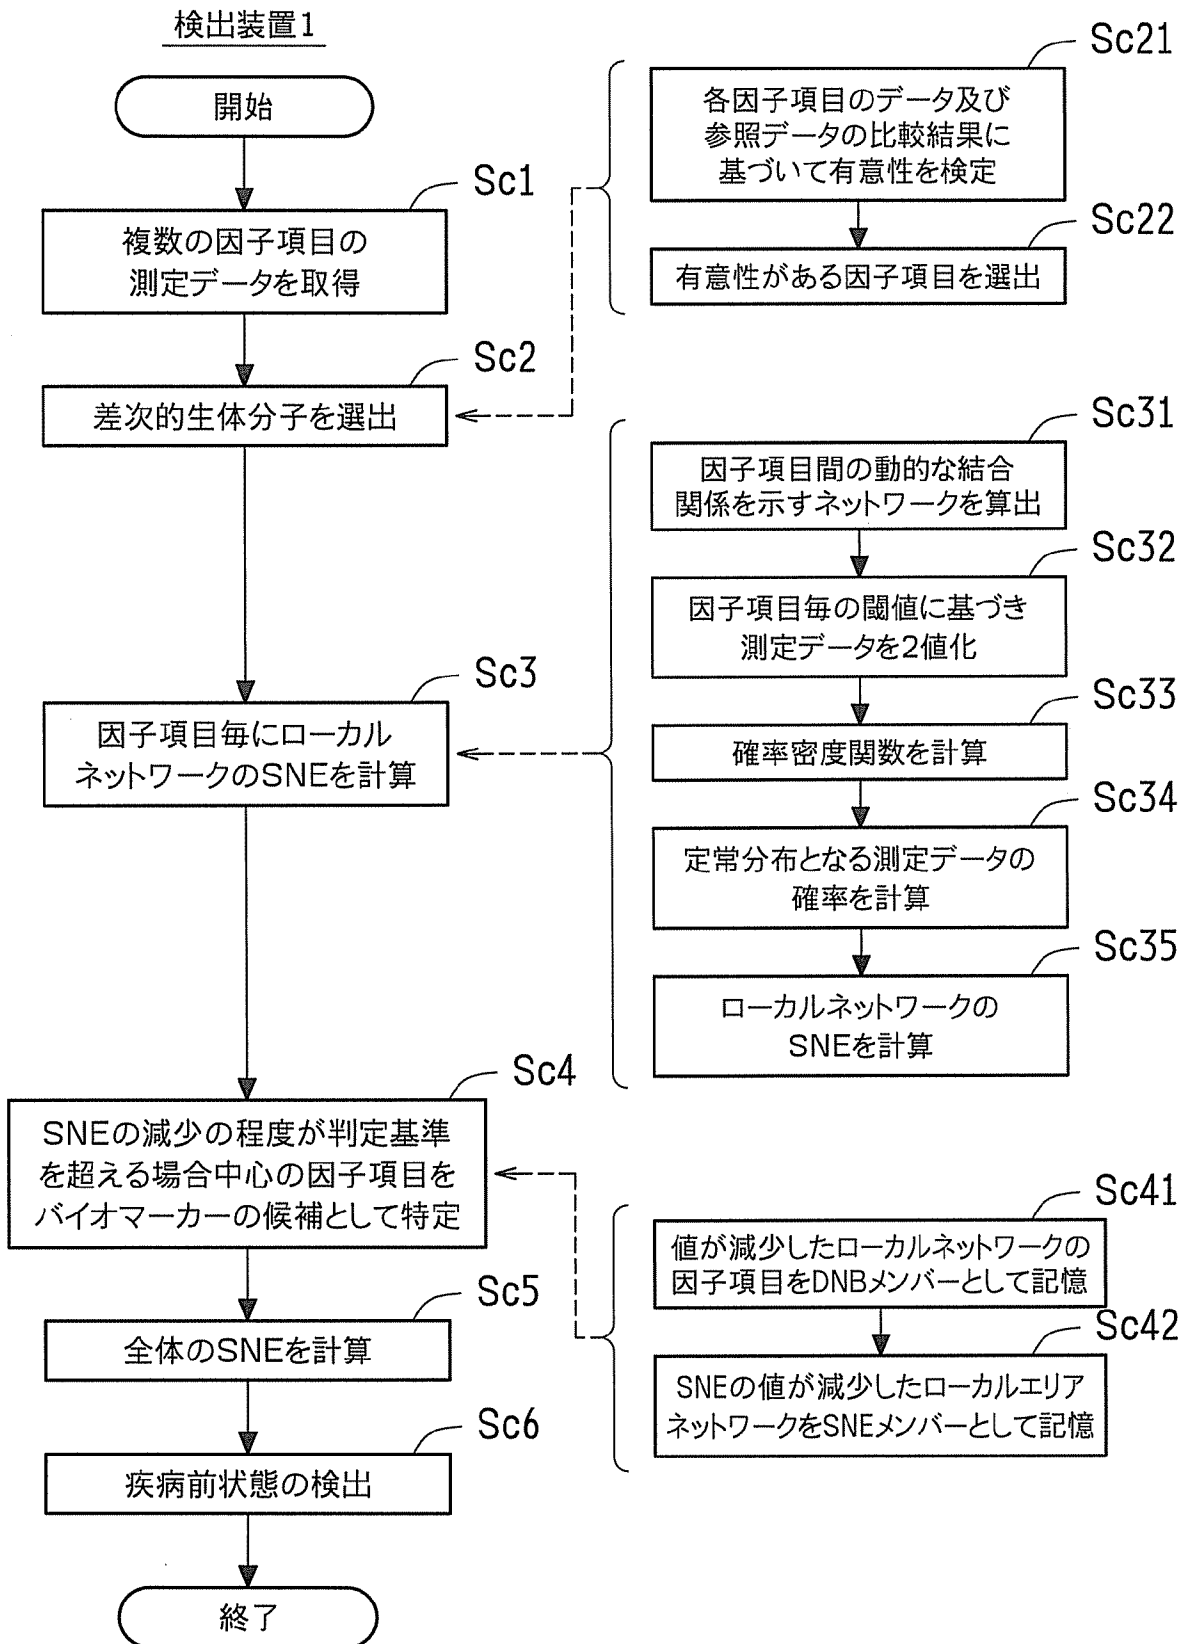 検出装置1
開始
Sc1
複数の因子項目の
測定データを取得
Sc2
差次的生体分子を選出
Sc21
各因子項目のデータ及び
参照データの比較結果に
基づいて有意性を検定
Sc22
有意性がある因子項目を選出
Sc3
因子項目毎にローカル
ネットワークのSNEを計算
Sc31
因子項目間の動的な結合
関係を示すネットワークを算出
Sc32
因子項目毎の閾値に基づき
測定データを2値化
Sc33
確率密度関数を計算
Sc34
定常分布となる測定データの
確率を計算
Sc35
ローカルネットワークの
SNEを計算
Sc4
SNEの減少の程度が判定基準
を超える場合中心の因子項目を
バイオマーカーの候補として特定
Sc41
値が減少したローカルネットワークの
因子項目をDNBメンバーとして記憶
Sc42
SNEの値が減少したローカルエリア
ネットワークをSNEメンバーとして記憶
Sc5
全体のSNEを計算
Sc6
疾病前状態の検出
終了